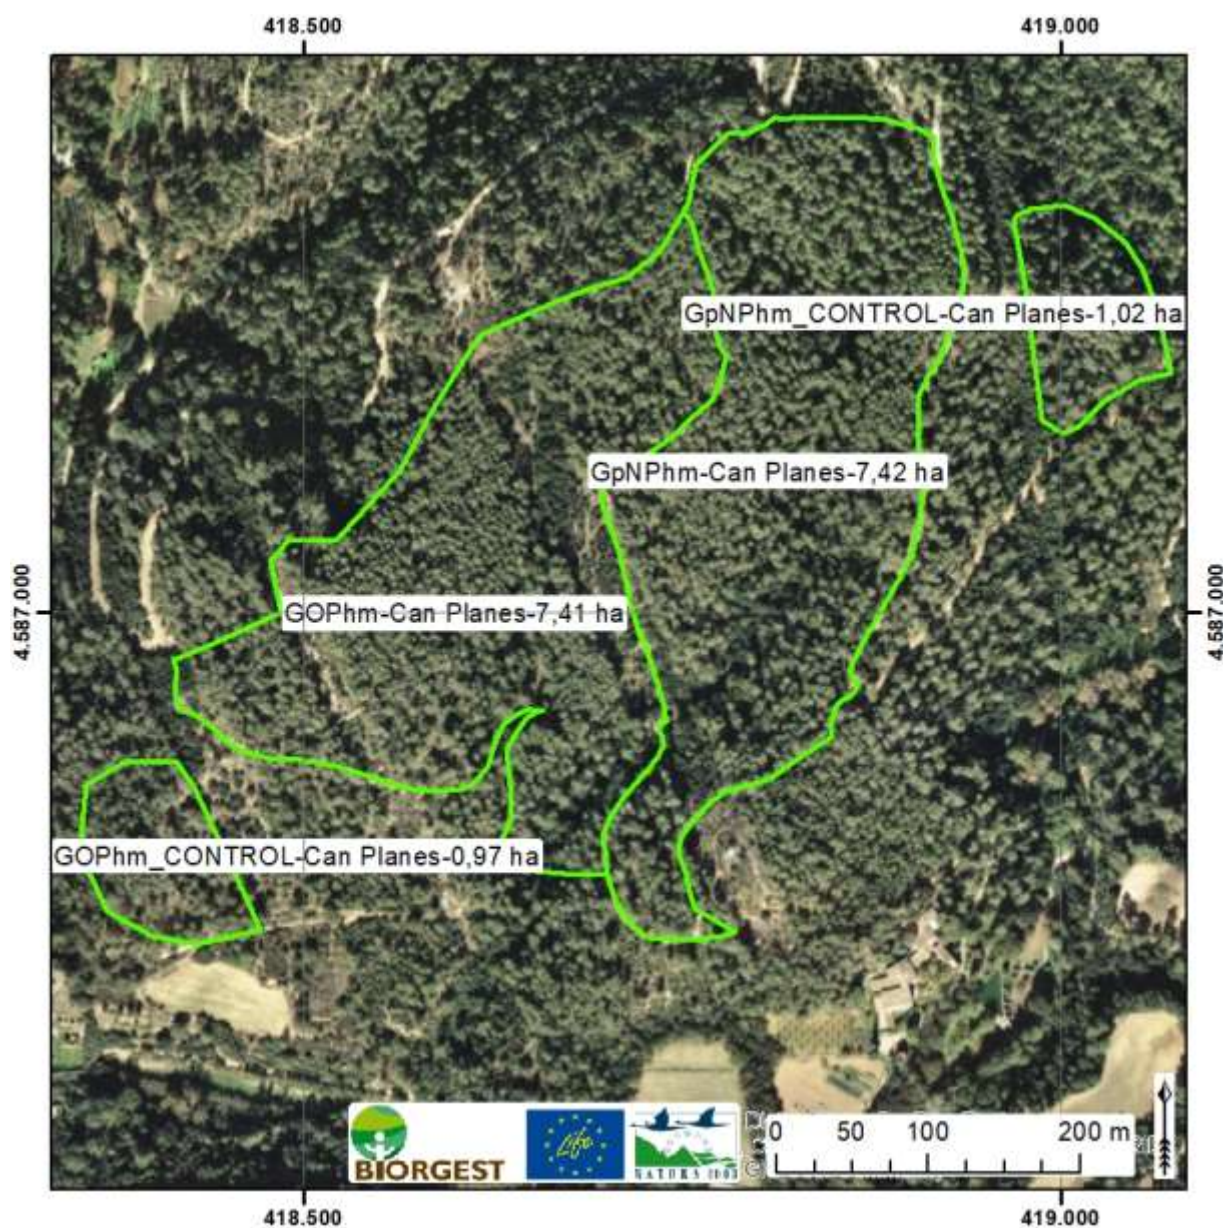 418.500 419.000
GpNPhm_CONTROL-Can Planes-1,02 ha
GpNPhm-Can Planes-7,42 ha
4.587.000 4.587.000
GOPhm-Can Planes-7,41 ha
GOPhm_CONTROL-Can Planes-0,97 ha
BIORGEST
Life
NATURA 2000
0 50 100 200 m
418.500 419.000